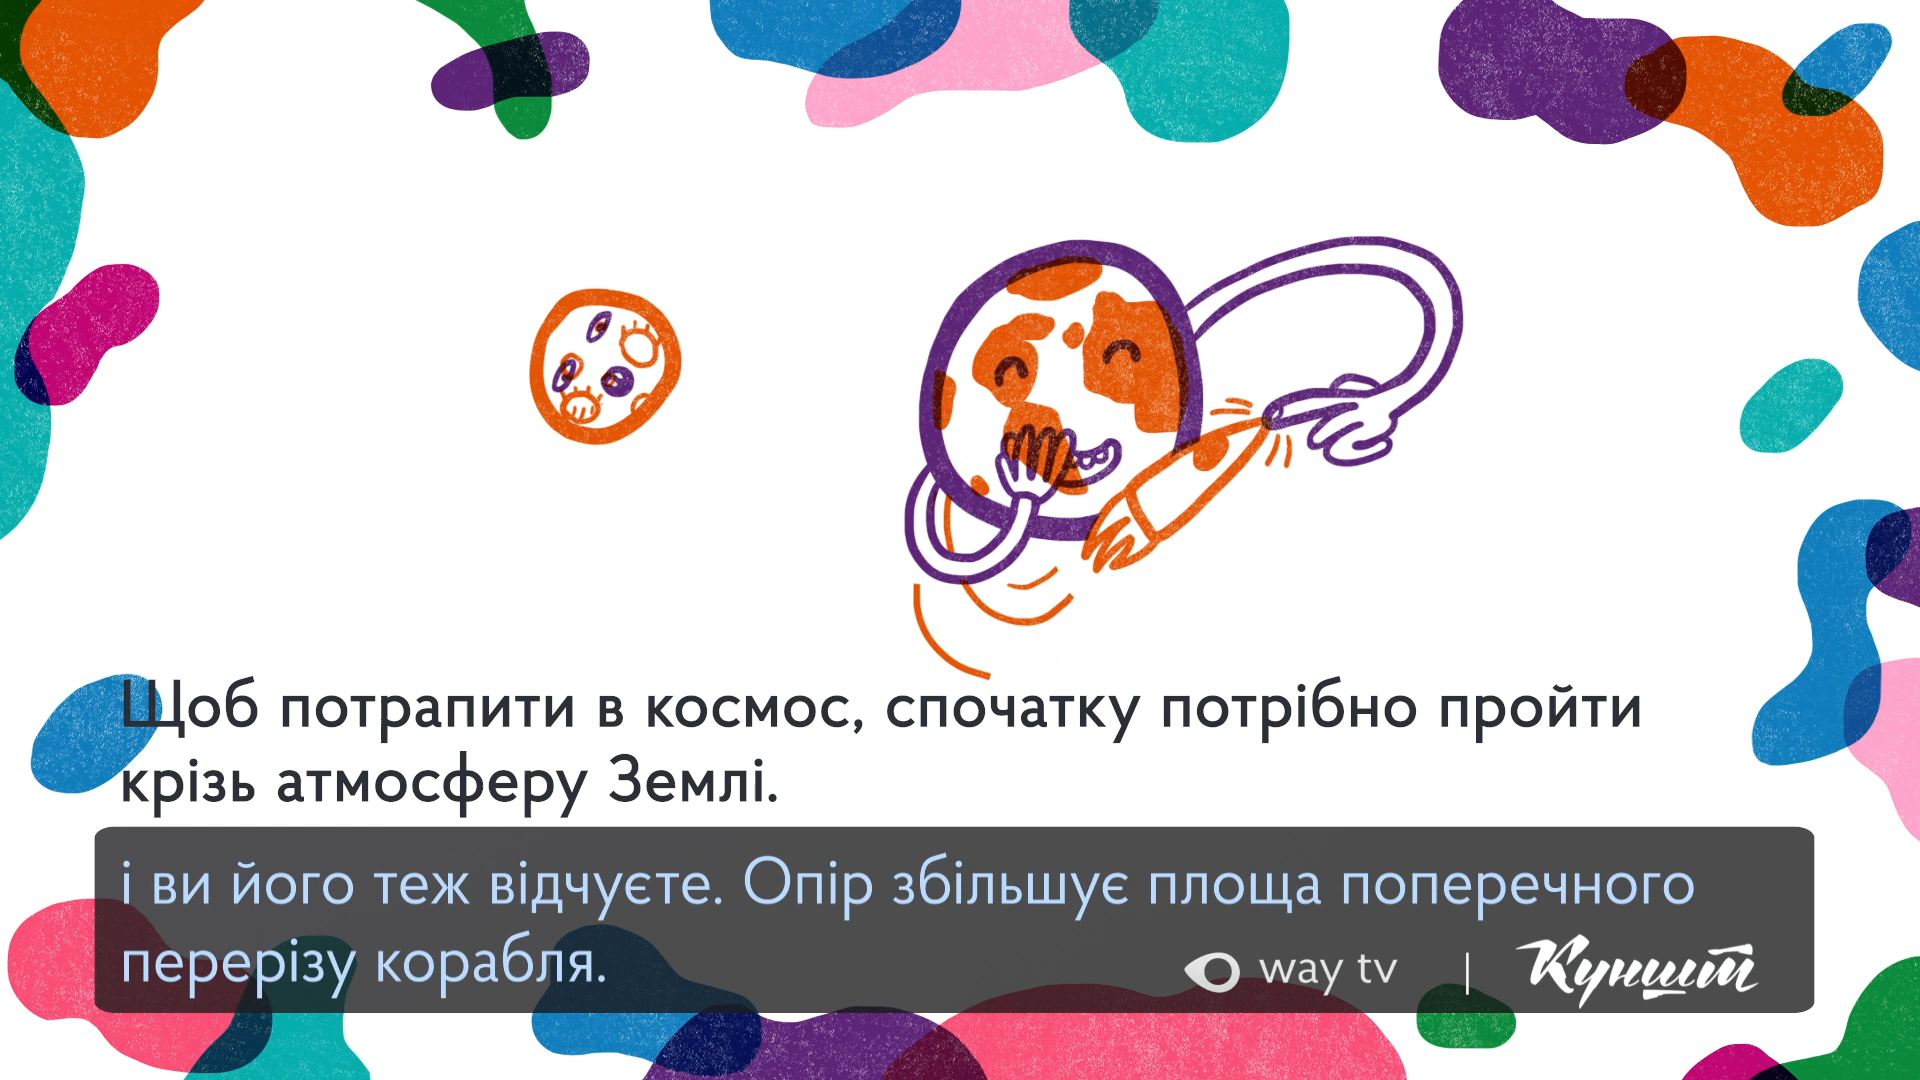 Щоб потрапити в космос, спочатку потрібно пройти
крізь атмосферу Землі.
і ви його теж відчуєте. Опір збільшує площа поперечного
перерізу корабля.
way tv | Куншт